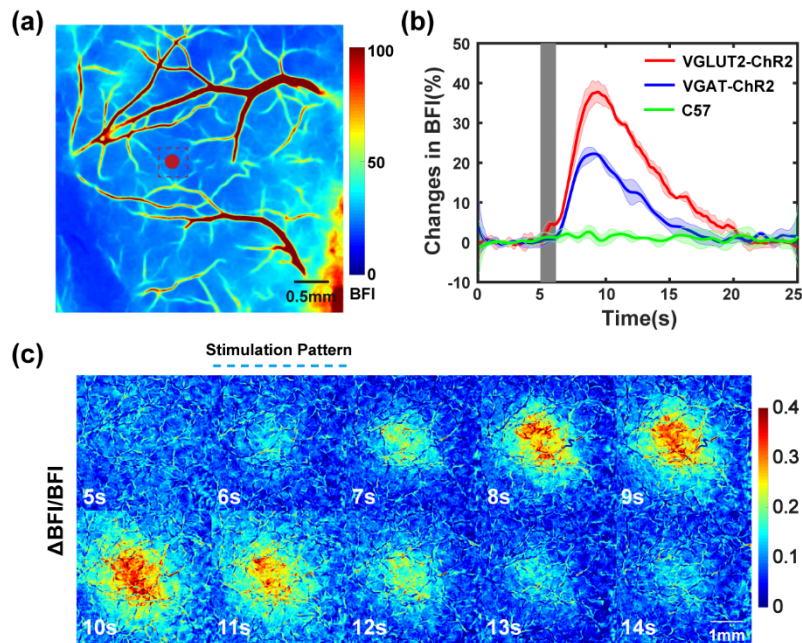 (a)
100
50
0
BFI
0.5mm
(b)
Changes in BFI(%)
50
40
30
20
10
0
-10
0
5
10
15
20
25
Time(s)
VGLUT2-ChR2
VGAT-ChR2
C57
(c)
Stimulation Pattern
ΔBFI/BFI
5s
6s
7s
8s
9s
10s
11s
12s
13s
14s
1mm
0.4
0.3
0.2
0.1
0